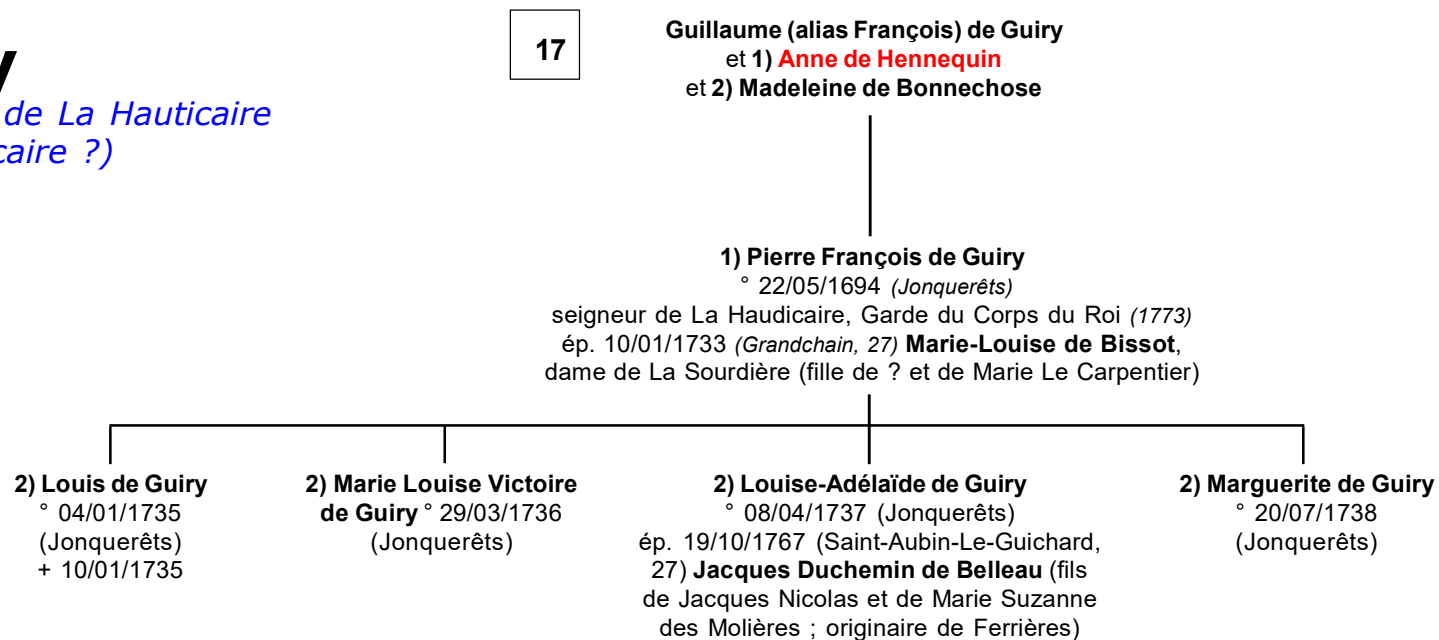 y
de La Hauticaire
caire ?)
17
Guillaume (alias François) de Guiry
et 1) Anne de Hennequin
et 2) Madeleine de Bonnechose
1) Pierre François de Guiry
° 22/05/1694 (Jonquerêts)
seigneur de La Haudicaire, Garde du Corps du Roi (1773)
ép. 10/01/1733 (Grandchain, 27) Marie-Louise de Bissot,
dame de La Sourdière (fille de ? et de Marie Le Carpentier)
2) Louis de Guiry
° 04/01/1735
(Jonquerêts)
+ 10/01/1735
2) Marie Louise Victoire
de Guiry ° 29/03/1736
(Jonquerêts)
2) Louise-Adélaïde de Guiry
° 08/04/1737 (Jonquerêts)
ép. 19/10/1767 (Saint-Aubin-Le-Guichard,
27) Jacques Duchemin de Belleau (fils
de Jacques Nicolas et de Marie Suzanne
des Molières ; originaire de Ferrières)
2) Marguerite de Guiry
° 20/07/1738
(Jonquerêts)